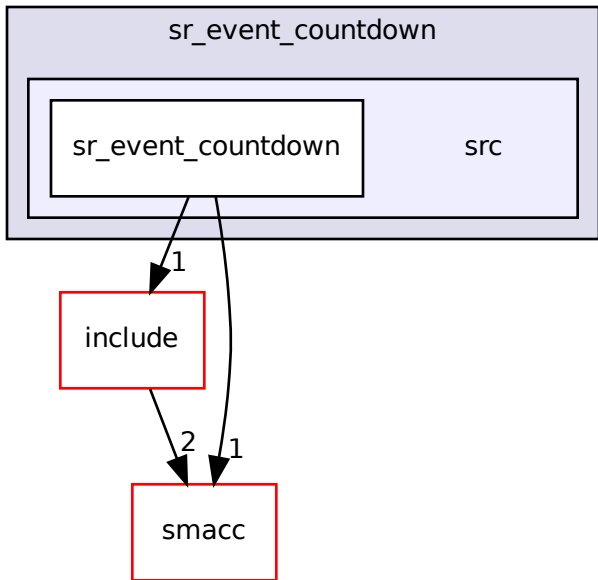 sr_event_countdown
sr_event_countdown
src
1
include
2
1
smacc